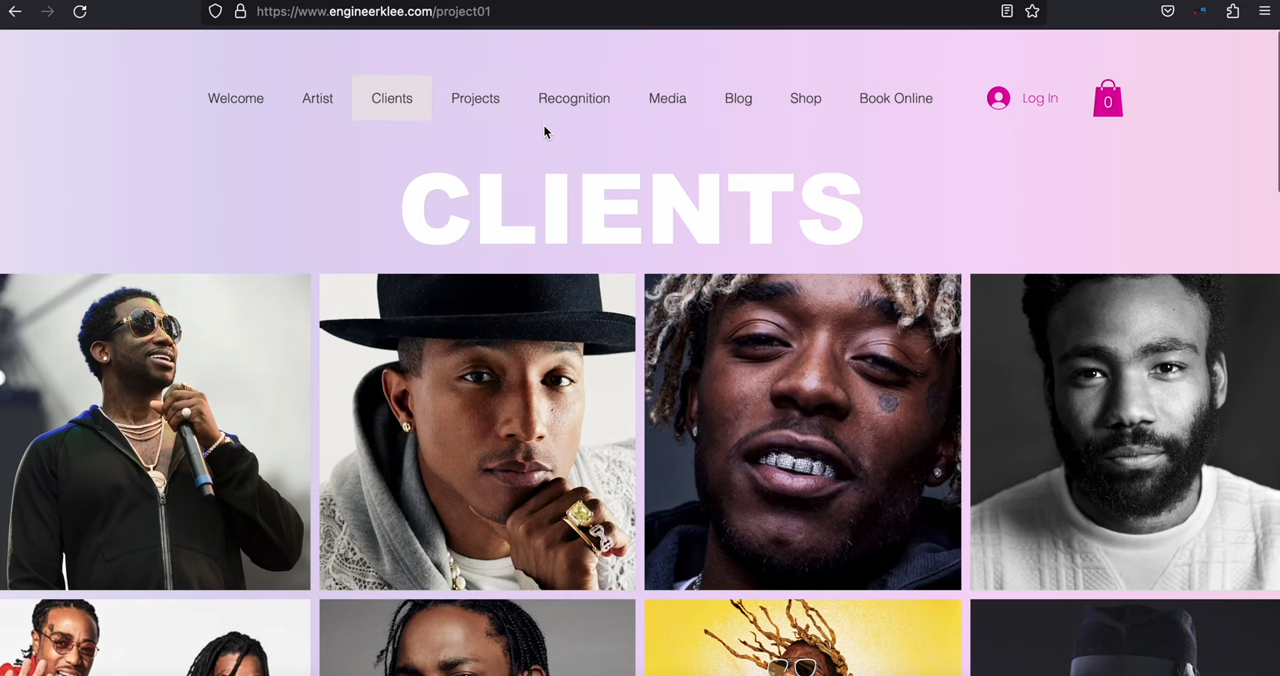 https://www.engineerklee.com/project01
Welcome Artist Clients Projects Recognition Media Blog Shop Book Online Log In 0
CLIENTS